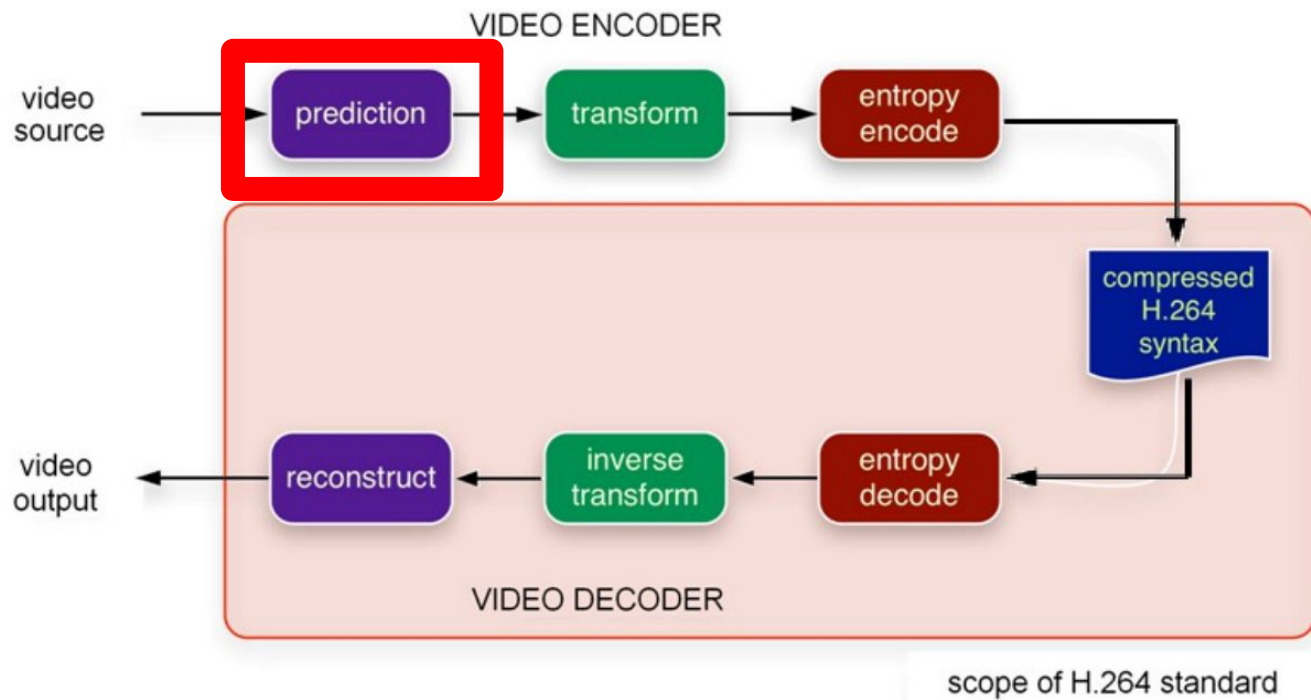 VIDEO ENCODER
video
source
prediction
transform
entropy
encode
compressed
H.264
syntax
video
output
reconstruct
inverse
transform
entropy
decode
VIDEO DECODER
scope of H.264 standard